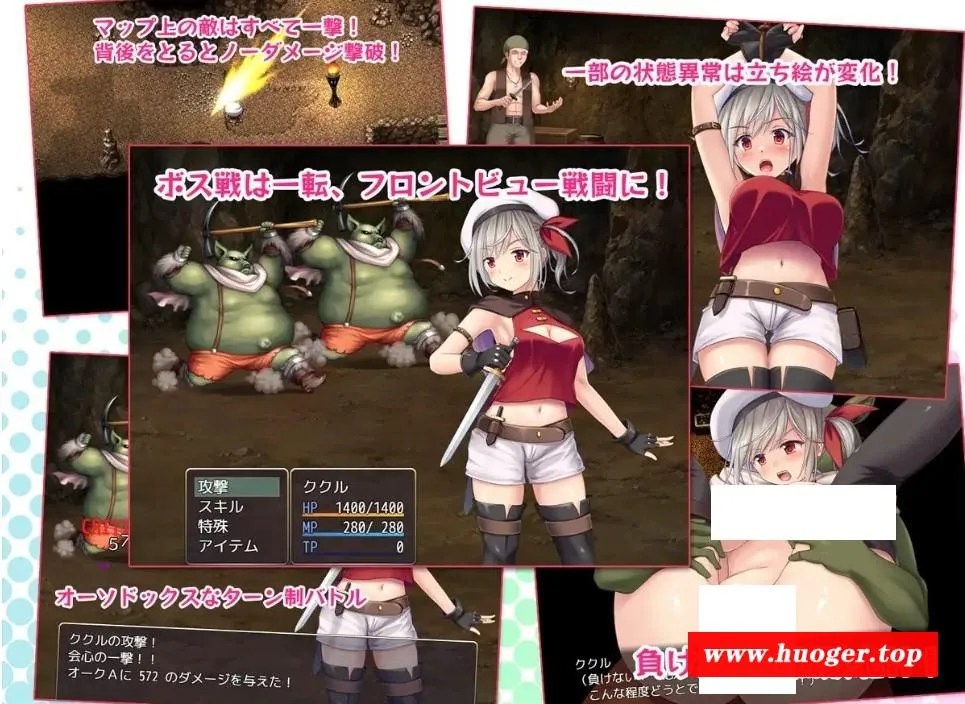 マップ上の敵はすべて一撃！
背後をとるとノーダメージ撃破！
一部の状態異常は立ち絵が変化！
ボス戦は一転、フロントビュー戦闘に！
攻撃
スキル
特殊
アイテム
ククル
HP 1400/1400
MP 280/ 280
TP 0
57
オーソドックスなターン制バトル
ククルの攻撃！
会心の一撃！！
オークAに 572 のダメージを与えた！
負け
www.huoger.top
ククル
（負けない
こんな程度どうとで